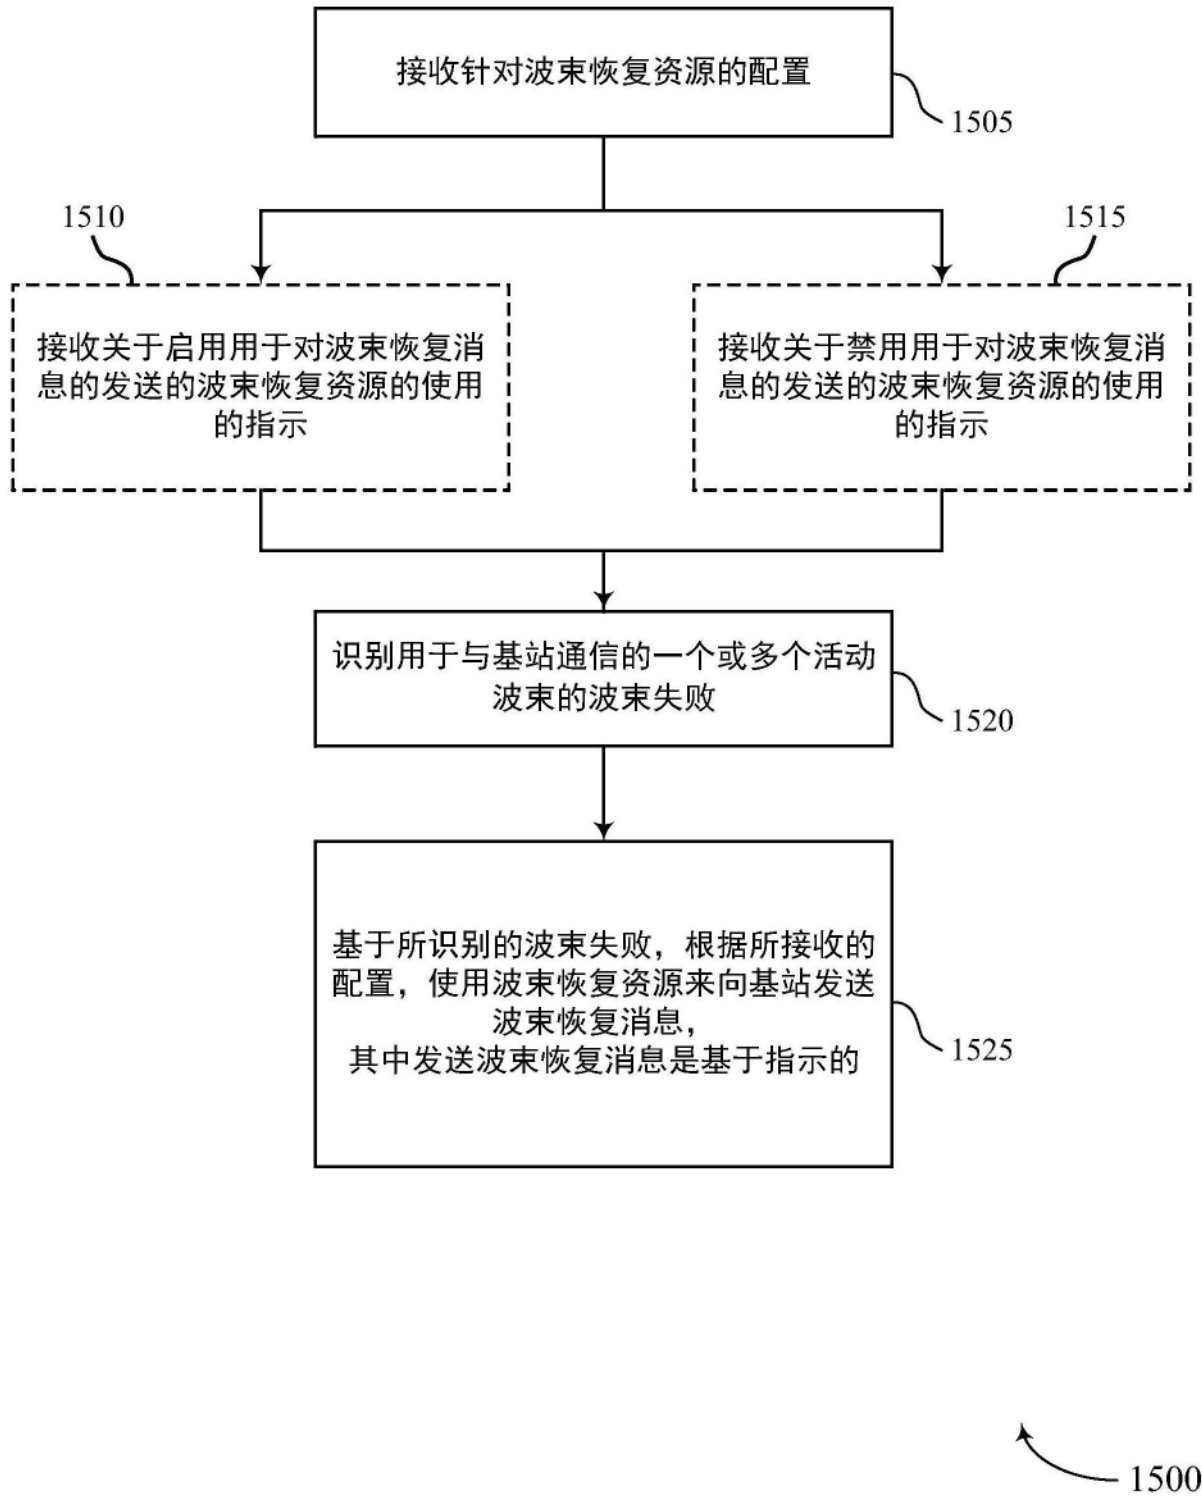 接收针对波束恢复资源的配置
1505
1510
1515
接收关于启用用于对波束恢复消
息的发送的波束恢复资源的使用
的指示
接收关于禁用用于对波束恢复消
息的发送的波束恢复资源的使用
的指示
识别用于与基站通信的一个或多个活动
波束的波束失败
1520
基于所识别的波束失败，根据所接收的
配置，使用波束恢复资源来向基站发送
波束恢复消息，
其中发送波束恢复消息是基于指示的
1525
1500